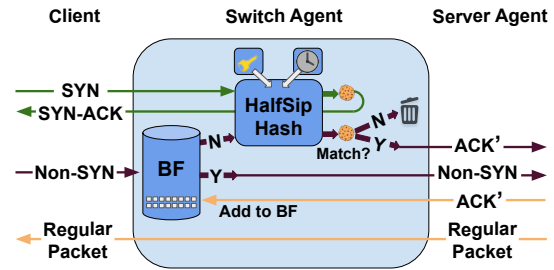 Client
Switch Agent
Server Agent
SYN
SYN-ACK
HalfSip
Hash
N
N
Y
Match?
ACK’
Non-SYN
BF
Y
Non-SYN
Add to BF
ACK’
Regular
Packet
Regular
Packet